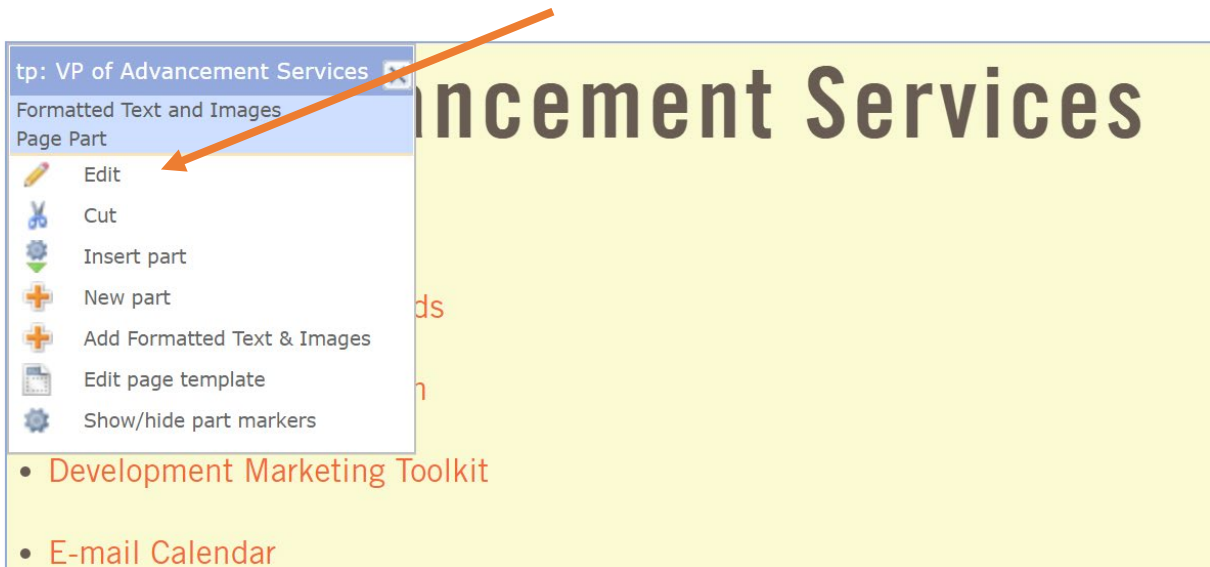 tp: VP of Advancement Services
ncement Services
Formatted Text and Images
Page Part
Edit
Cut
Insert part
New part
ds
Add Formatted Text & Images
Edit page template
Show/hide part markers
• Development Marketing Toolkit
• E-mail Calendar